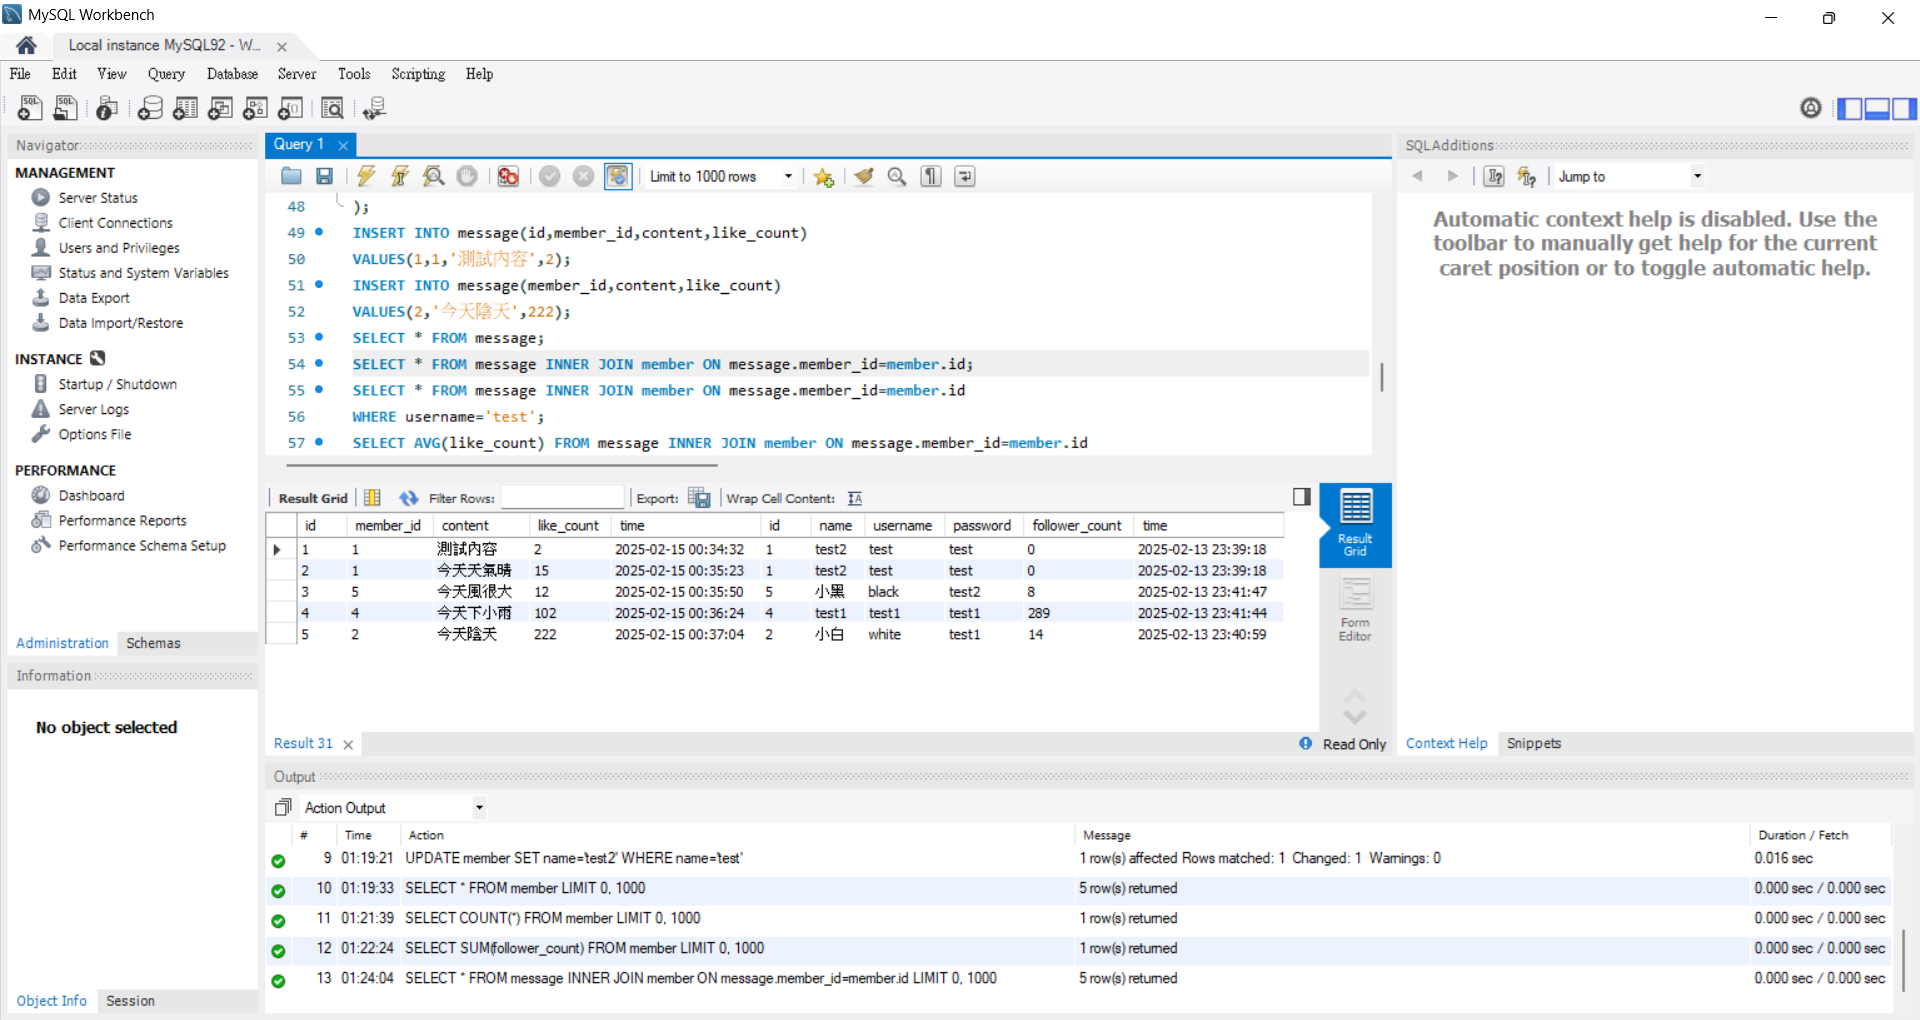 MySQL Workbench
Local instance MySQL92 - W...
File Edit View Query Database Server Tools Scripting Help
Navigator
MANAGEMENT
Server Status
Client Connections
Users and Privileges
Status and System Variables
Data Export
Data Import/Restore
INSTANCE
Startup / Shutdown
Server Logs
Options File
PERFORMANCE
Dashboard
Performance Reports
Performance Schema Setup
Administration Schemas
Information
No object selected
Object Info Session
Query 1
Limit to 1000 rows
48 );
49 INSERT INTO message(id,member_id,content,like_count)
50 VALUES(1,1,'測試內容',2);
51 INSERT INTO message(member_id,content,like_count)
52 VALUES(2,'今天陰天',222);
53 SELECT * FROM message;
54 SELECT * FROM message INNER JOIN member ON message.member_id=member.id;
55 SELECT * FROM message INNER JOIN member ON message.member_id=member.id
56 WHERE username='test';
57 SELECT AVG(like_count) FROM message INNER JOIN member ON message.member_id=member.id
Result Grid Filter Rows: Export: Wrap Cell Content:
id member_id content like_count time id name username password follower_count time
1 1 測試內容 2 2025-02-15 00:34:32 1 test2 test test 0 2025-02-13 23:39:18
2 1 今天天氣晴 15 2025-02-15 00:35:23 1 test2 test test 0 2025-02-13 23:39:18
3 5 今天風很大 12 2025-02-15 00:35:50 5 小黑 black test2 8 2025-02-13 23:41:47
4 4 今天下小雨 102 2025-02-15 00:36:24 4 test1 test1 test1 289 2025-02-13 23:41:44
5 2 今天陰天 222 2025-02-15 00:37:04 2 小白 white test1 14 2025-02-13 23:40:59
Result Grid
Form Editor
Result 31
Read Only
SQLAdditions
Jump to
Automatic context help is disabled. Use the
toolbar to manually get help for the current
caret position or to toggle automatic help.
Context Help Snippets
Output
Action Output
# Time Action Message Duration / Fetch
9 01:19:21 UPDATE member SET name='test2' WHERE name='test' 1 row(s) affected Rows matched: 1 Changed: 1 Warnings: 0 0.016 sec
10 01:19:33 SELECT * FROM member LIMIT 0, 1000 5 row(s) returned 0.000 sec / 0.000 sec
11 01:21:39 SELECT COUNT(*) FROM member LIMIT 0, 1000 1 row(s) returned 0.000 sec / 0.000 sec
12 01:22:24 SELECT SUM(follower_count) FROM member LIMIT 0, 1000 1 row(s) returned 0.000 sec / 0.000 sec
13 01:24:04 SELECT * FROM message INNER JOIN member ON message.member_id=member.id LIMIT 0, 1000 5 row(s) returned 0.000 sec / 0.000 sec